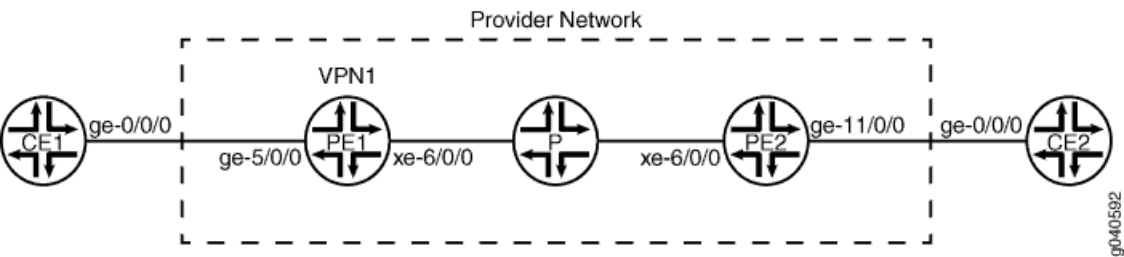 Provider Network
VPN1
CE1
ge-0/0/0
ge-5/0/0
PE1
xe-6/0/0
P
xe-6/0/0
PE2
ge-11/0/0
ge-0/0/0
CE2
g040592